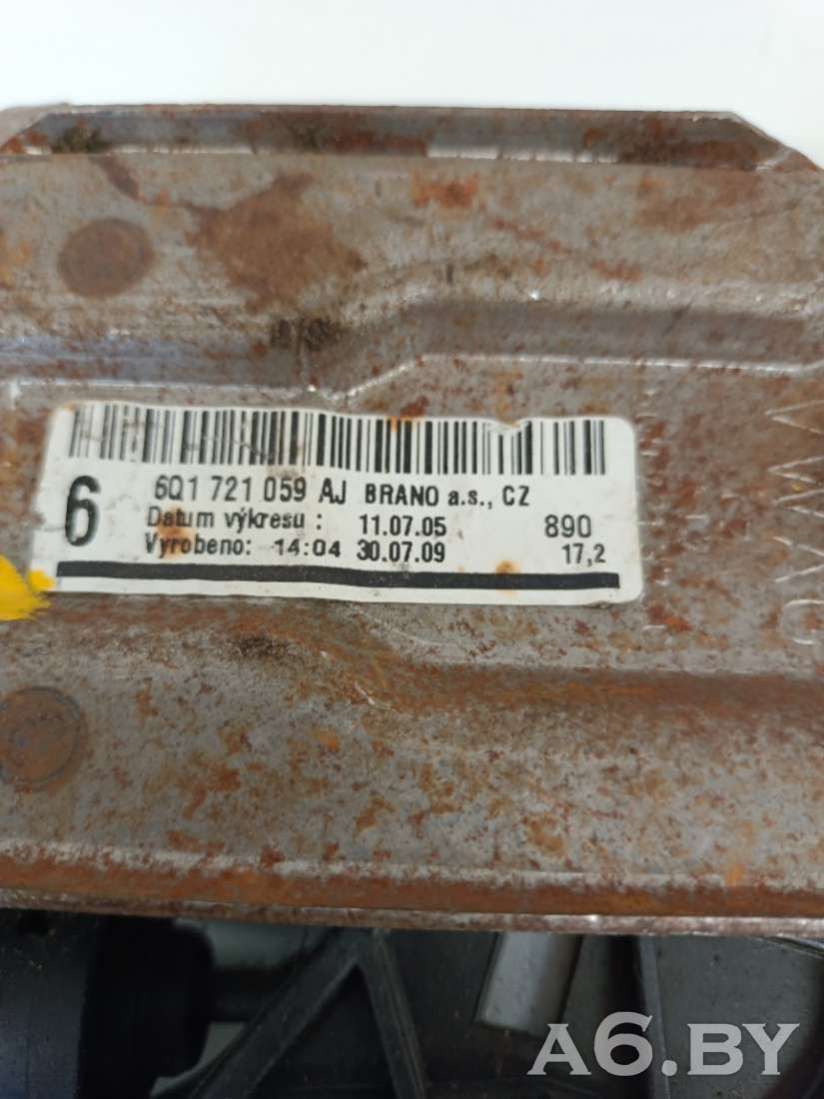 6
6Q1 721 059 AJ BRANO a.s., CZ
Datum výkresu : 11.07.05 890
Vyrobeno: 14:04 30.07.09 17,2
A6.BY